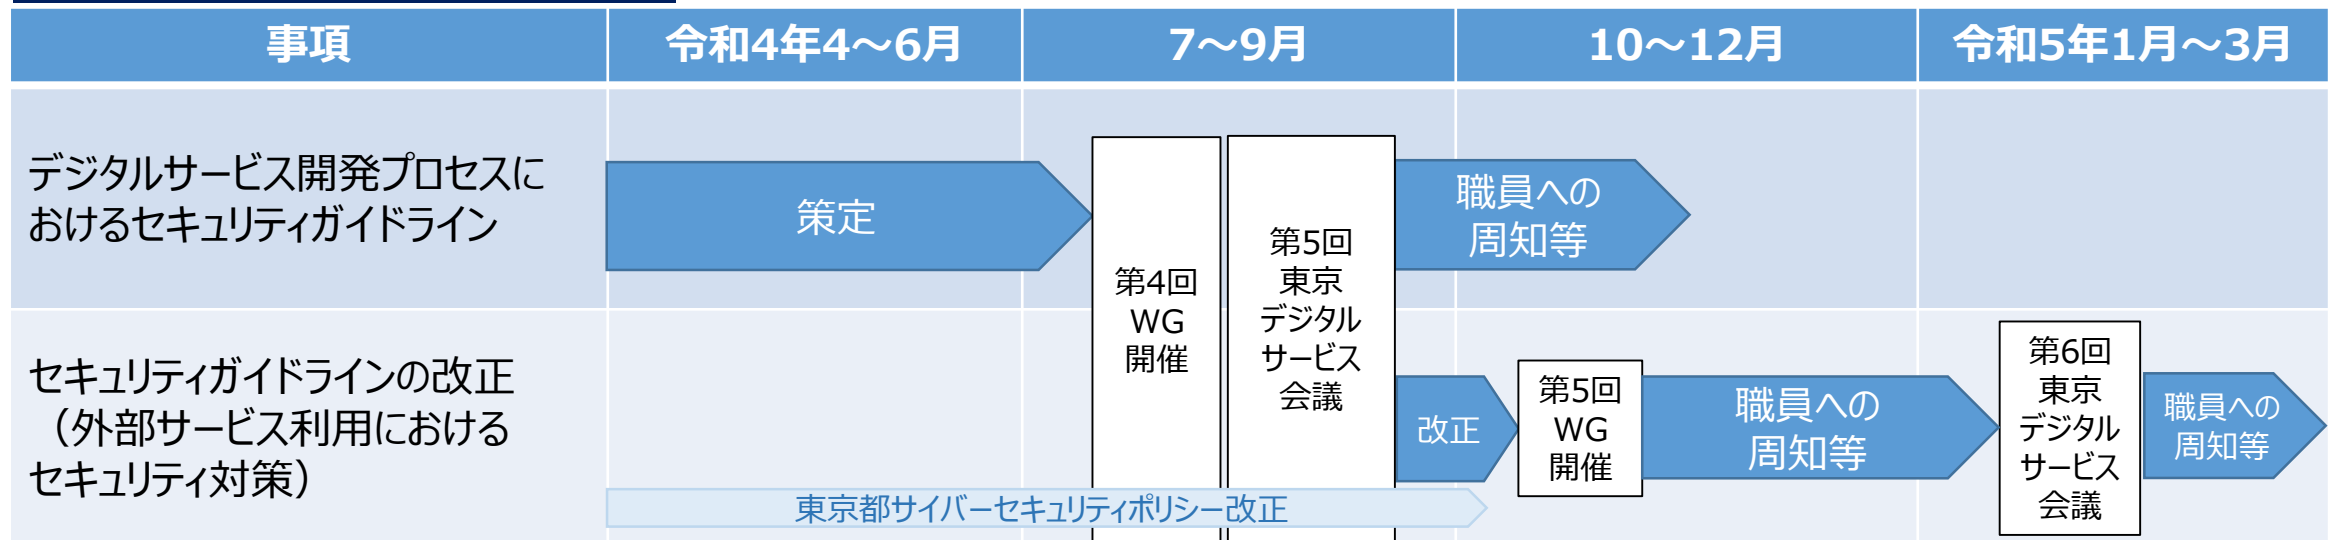 事項
令和4年4～6月
7～9月
10～12月
令和5年1月～3月
デジタルサービス開発プロセスに
おけるセキュリティガイドライン
策定
第4回
WG
開催
第5回
東京
デジタル
サービス
会議
職員への
周知等
セキュリティガイドラインの改正
（外部サービス利用における
セキュリティ対策）
改正
第5回
WG
開催
職員への
周知等
第6回
東京
デジタル
サービス
会議
職員への
周知等
東京都サイバーセキュリティポリシー改正